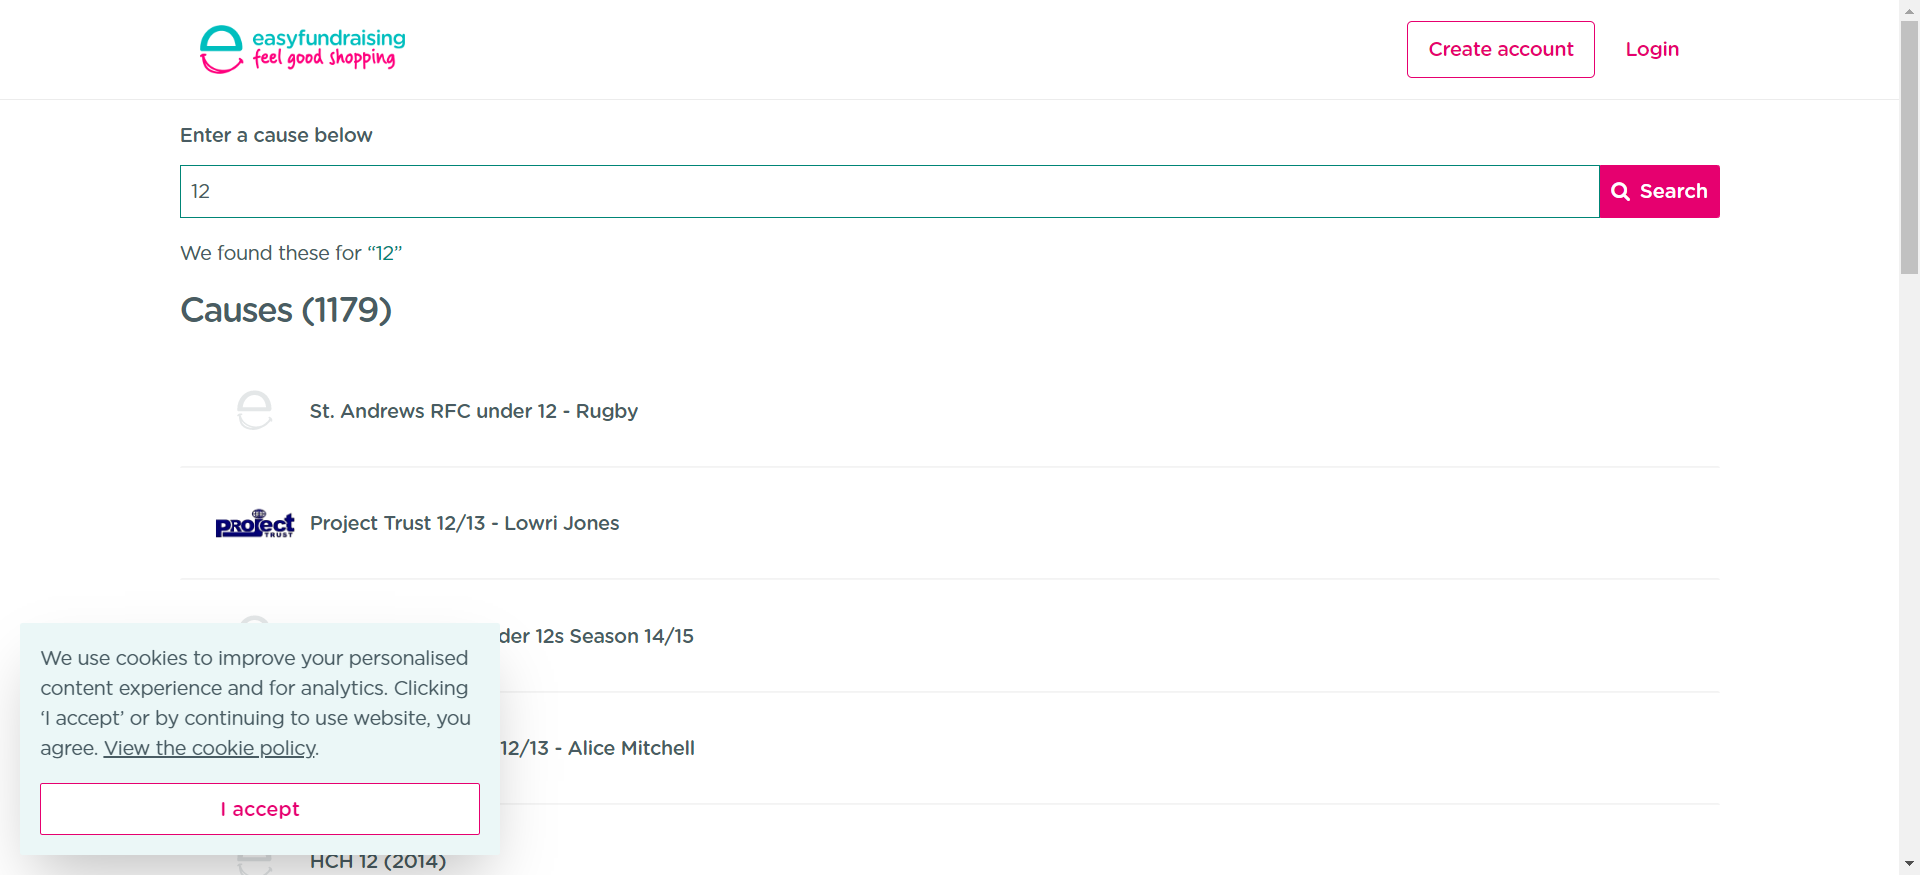 easyfundraising
feel good shopping
Create account
Login
Enter a cause below
12
Search
We found these for “12”
Causes (1179)
St. Andrews RFC under 12 - Rugby
PROJECT
TRUST
Project Trust 12/13 - Lowri Jones
der 12s Season 14/15
12/13 - Alice Mitchell
HCH 12 (2014)
We use cookies to improve your personalised
content experience and for analytics. Clicking
‘I accept’ or by continuing to use website, you
agree. View the cookie policy.
I accept